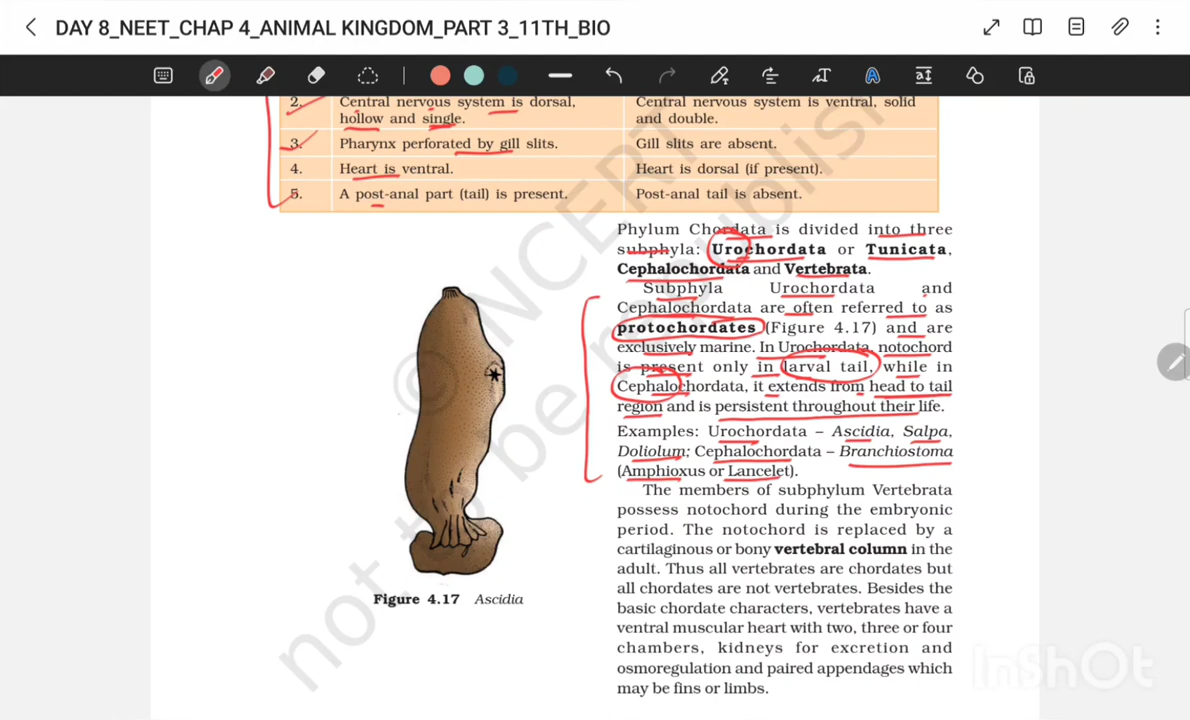 DAY 8_NEET_CHAP 4_ANIMAL KINGDOM_PART 3_11TH_BIO
2. Central nervous system is dorsal, Central nervous system is ventral, solid
hollow and single. and double.
3. Pharynx perforated by gill slits. Gill slits are absent.
4. Heart is ventral. Heart is dorsal (if present).
5. A post-anal part (tail) is present. Post-anal tail is absent.
Phylum Chordata is divided into three
subphyla: Urochordata or Tunicata,
Cephalochordata and Vertebrata.
Subphyla Urochordata and
Cephalochordata are often referred to as
protochordates (Figure 4.17) and are
exclusively marine. In Urochordata, notochord
is present only in larval tail, while in
Cephalochordata, it extends from head to tail
region and is persistent throughout their life.
Examples: Urochordata – Ascidia, Salpa,
Doliolum; Cephalochordata – Branchiostoma
(Amphioxus or Lancelet).
The members of subphylum Vertebrata
possess notochord during the embryonic
period. The notochord is replaced by a
cartilaginous or bony vertebral column in the
adult. Thus all vertebrates are chordates but
all chordates are not vertebrates. Besides the
basic chordate characters, vertebrates have a
ventral muscular heart with two, three or four
chambers, kidneys for excretion and
osmoregulation and paired appendages which
may be fins or limbs.
Figure 4.17 Ascidia
© NCERT
not to be republish
InShOt